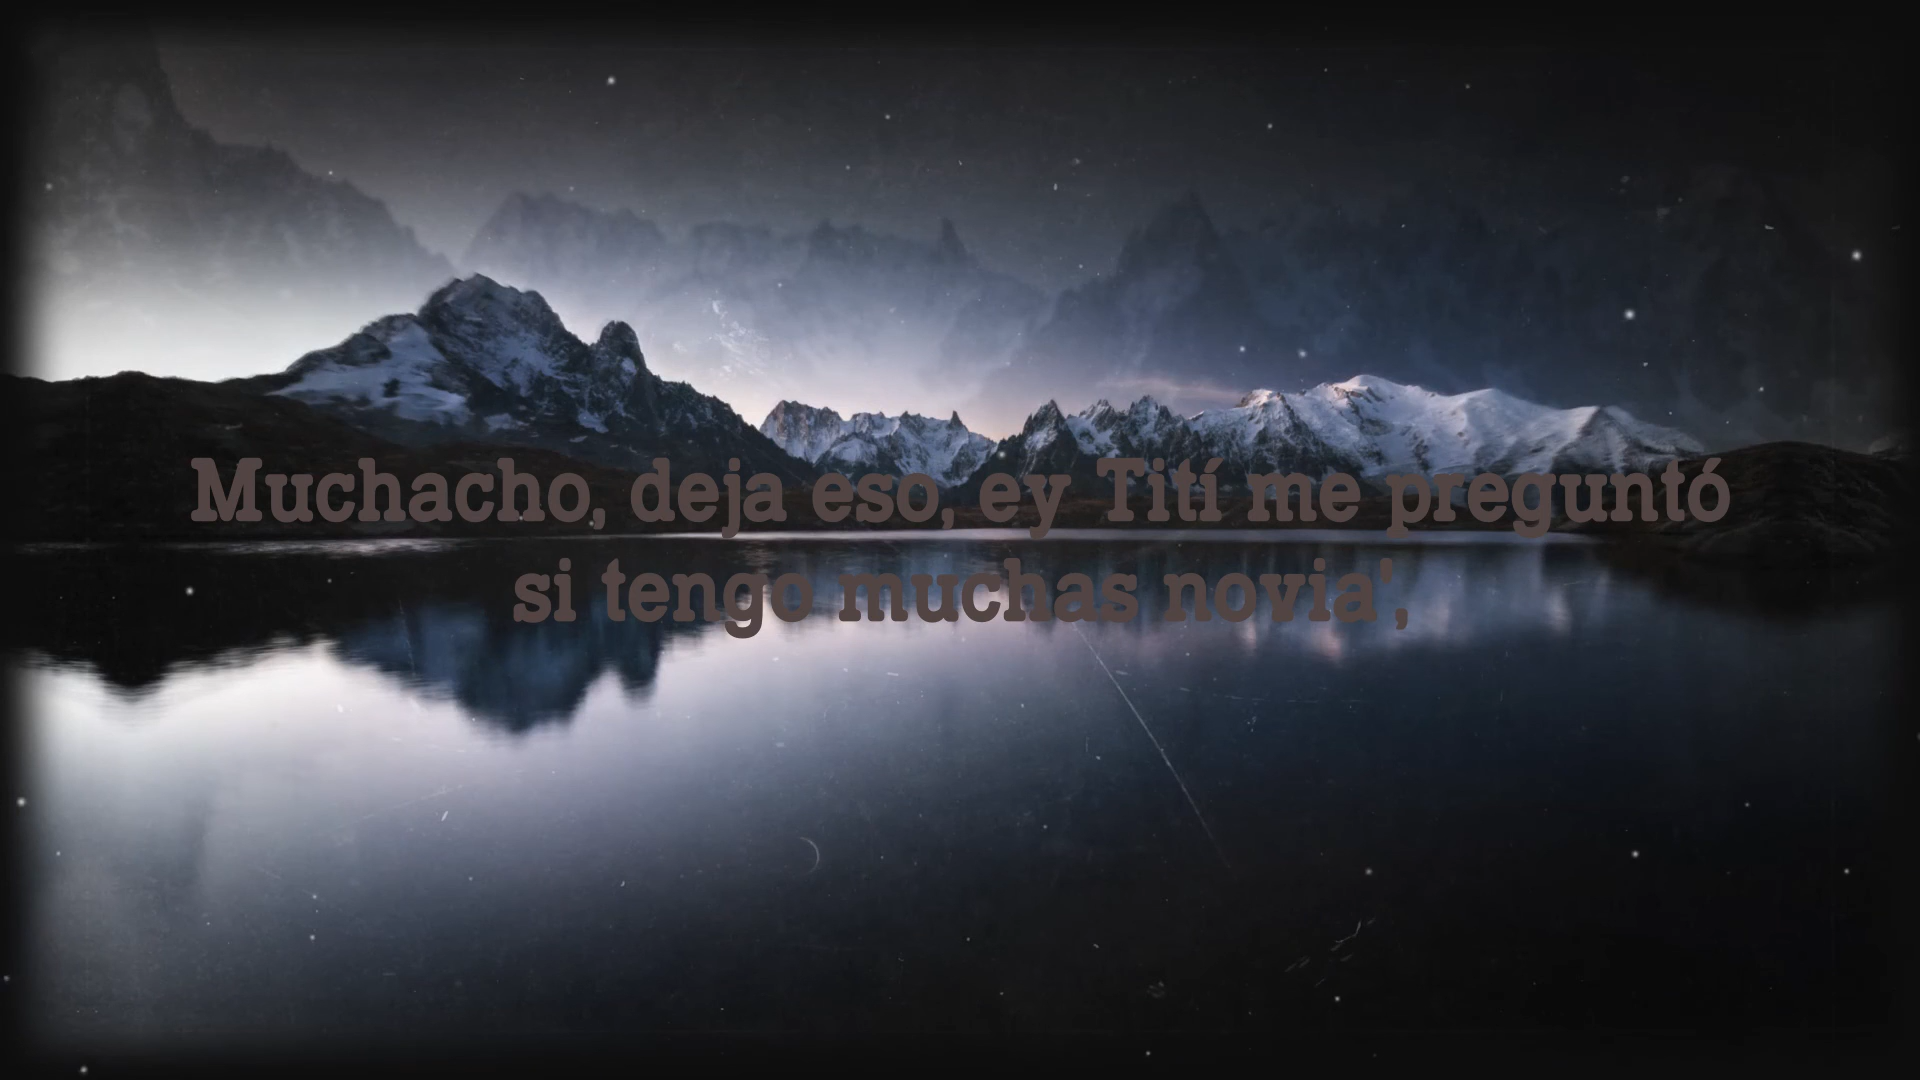 Muchacho, deja eso, ey Tití me preguntó
si tengo muchas novia',